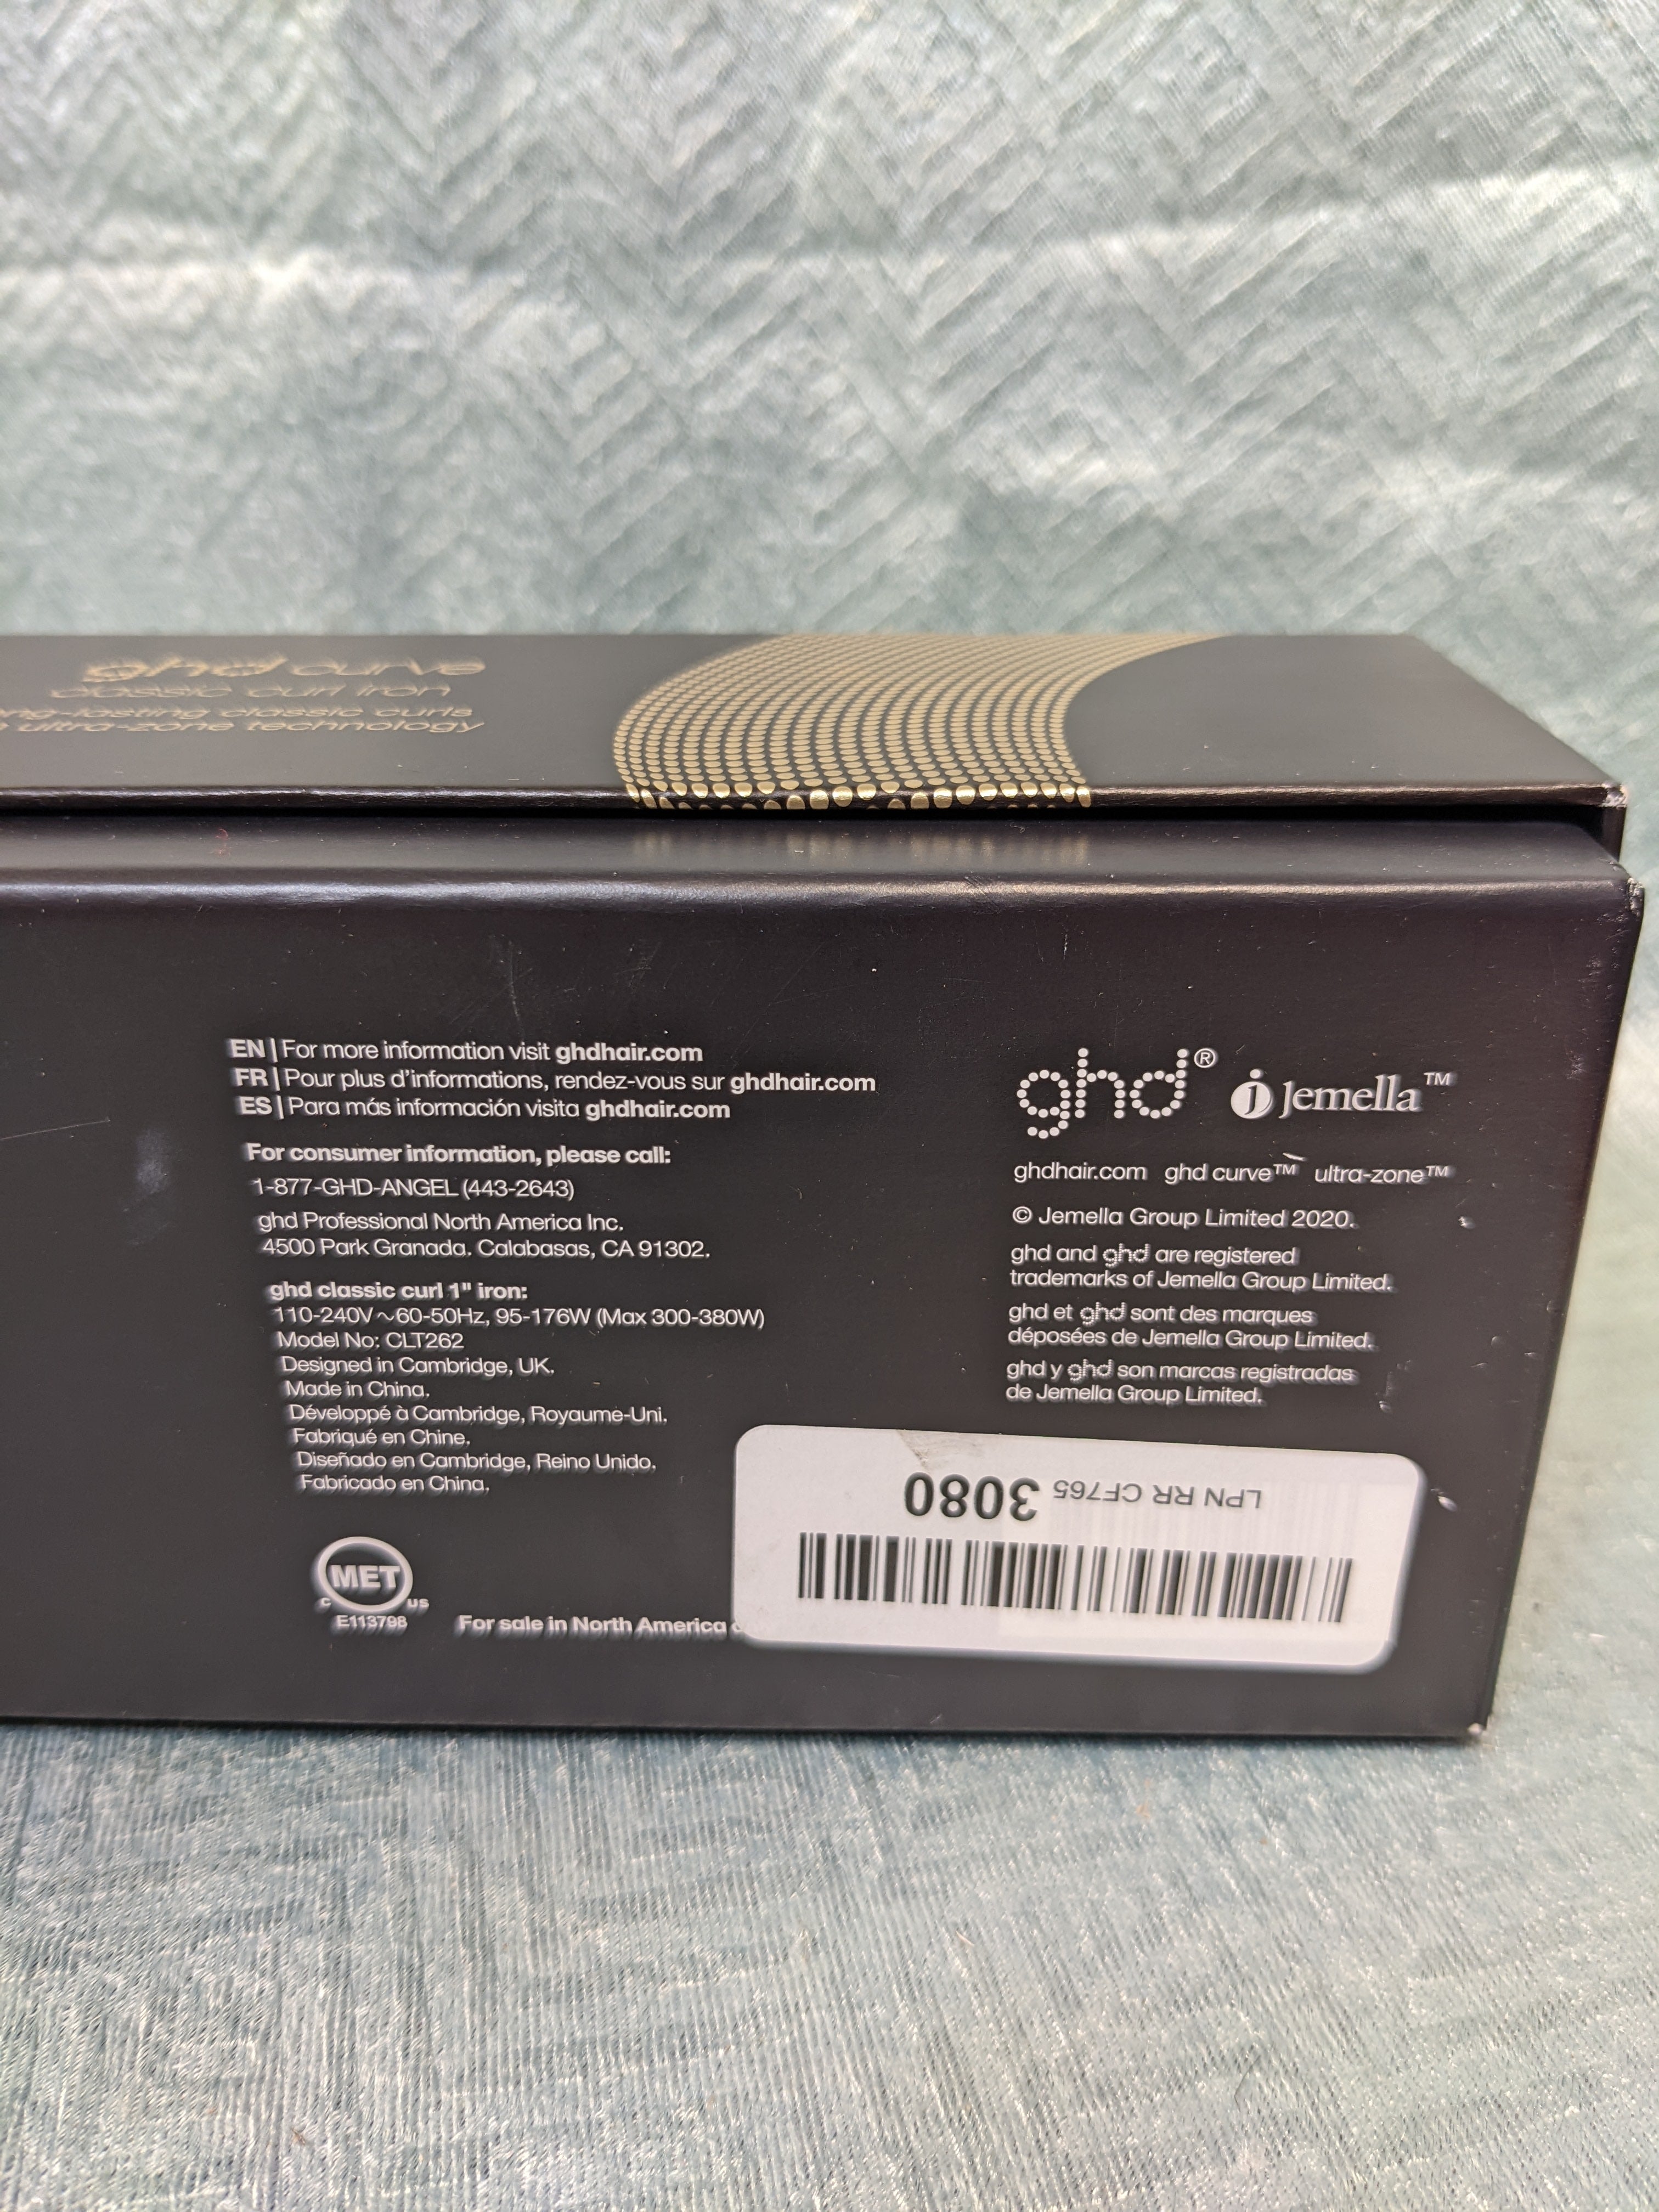 ghd curve
classic curl iron
long-lasting classic curls
ultra-zone technology
EN | For more information visit ghdhair.com
FR | Pour plus d'informations, rendez-vous sur ghdhair.com
ES | Para más información visita ghdhair.com
For consumer information, please call:
1-877-GHD-ANGEL (443-2643)
ghd Professional North America Inc.
4500 Park Granada. Calabasas, CA 91302.
ghd classic curl 1" iron:
110-240V~60-50Hz, 95-176W (Max 300-380W)
Model No: CLT262
Designed in Cambridge, UK.
Made in China.
Développé à Cambridge, Royaume-Uni.
Fabriqué en Chine.
Diseñado en Cambridge, Reino Unido.
Fabricado en China.
MET
C US
E113798
For sale in North America
ghd® j Jemella™
ghdhair.com ghd curve™ ultra-zone™
© Jemella Group Limited 2020.
ghd and ghd are registered
trademarks of Jemella Group Limited.
ghd et ghd sont des marques
déposées de Jemella Group Limited.
ghd y ghd son marcas registradas
de Jemella Group Limited.
LPN RR CF765 3080